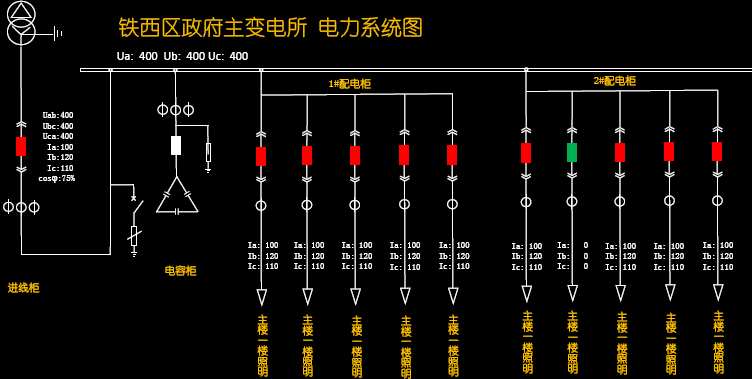 铁西区政府主变电所 电力系统图
Ua: 400 Ub: 400 Uc: 400
1#配电柜
2#配电柜
Uab:400
Ubc:400
Uca:400
Ia:100
Ib:120
Ic:110
cosφ:75%
Ia: 100
Ib: 120
Ic: 110
Ia: 100
Ib: 120
Ic: 110
Ia: 100
Ib: 120
Ic: 110
Ia: 100
Ib: 120
Ic: 110
Ia: 100
Ib: 120
Ic: 110
Ia: 100
Ib: 120
Ic: 110
Ia: 0
Ib: 0
Ic: 0
Ia: 100
Ib: 120
Ic: 110
Ia: 100
Ib: 120
Ic: 110
Ia: 100
Ib: 120
Ic: 110
进线柜
电容柜
主楼一楼照明
主楼一楼照明
主楼一楼照明
主楼一楼照明
主楼一楼照明
主楼一楼照明
主楼一楼照明
主楼一楼照明
主楼一楼照明
主楼一楼照明